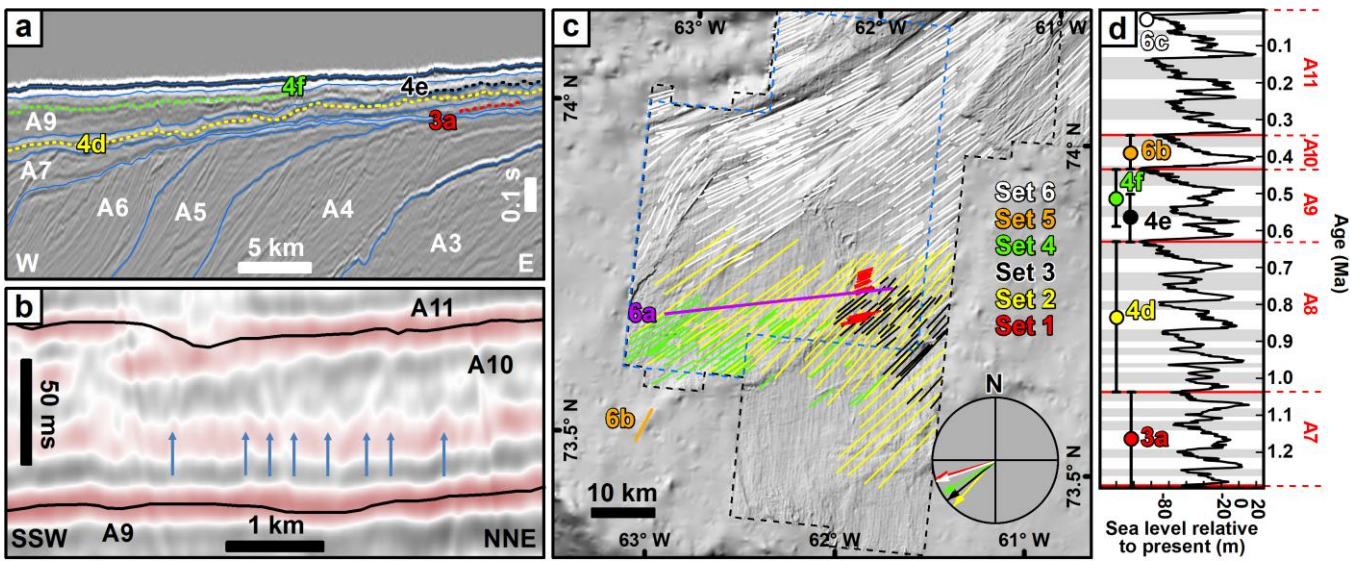 a
4f
4e
A9
3a
4d
A7
A6
A5
A4
0.1 s
A3
W
5 km
E
b
A11
50 ms
A10
A9
1 km
SSW
NNE
c
63° W
62° W
61° W
74° N
74° N
Set 6
Set 5
Set 4
Set 3
Set 2
Set 1
6a
6b
73.5° N
N
73.5° N
10 km
63° W
62° W
61° W
d
6c
0.1
A11
0.2
0.3
6b
0.4
A10
4f
0.5
A9
4e
0.6
Age (Ma)
0.7
4d
0.8
A8
0.9
1.0
1.1
3a
A7
1.2
-80
-20
20
Sea level relative
to present (m)